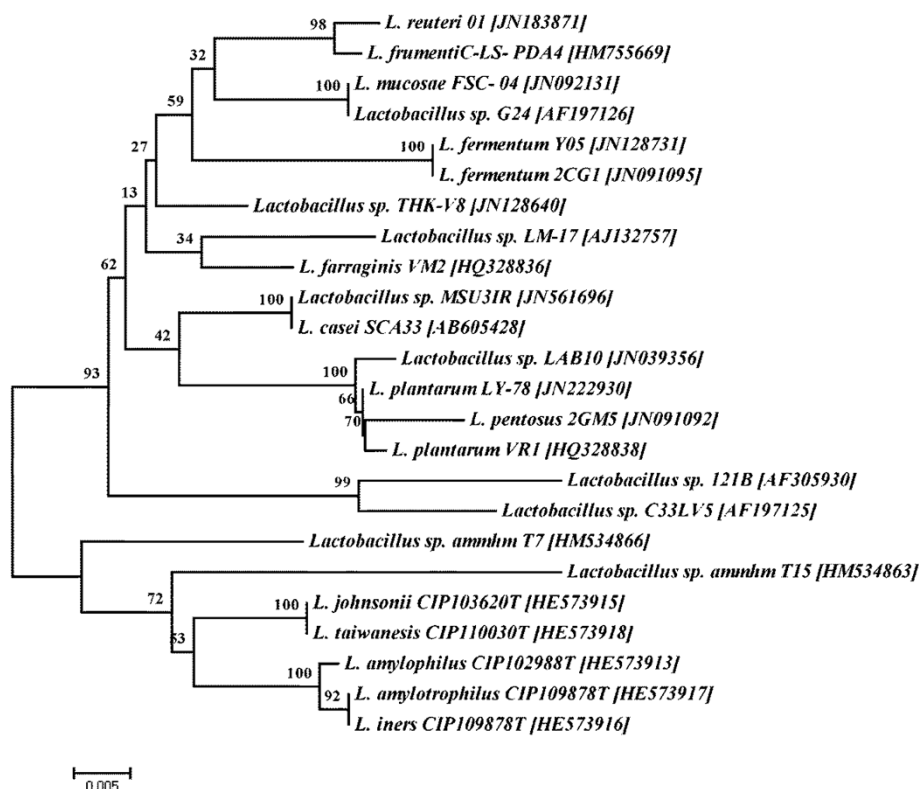 98
L. reuteri 01 [JN183871]
32
L. frumentiC-LS- PDA4 [HM755669]
L. mucosae FSC- 04 [JN092131]
100
59
Lactobacillus sp. G24 [AF197126]
L. fermentum Y05 [JN128731]
100
27
L. fermentum 2CG1 [JN091095]
13
Lactobacillus sp. THK-V8 [JN128640]
Lactobacillus sp. LM-17 [AJ132757]
34
62
L. farraginis VM2 [HQ328836]
Lactobacillus sp. MSU3IR [JN561696]
100
L. casei SCA33 [AB605428]
42
Lactobacillus sp. LAB10 [JN039356]
93
100
L. plantarum LY-78 [JN222930]
66
70
L. pentosus 2GM5 [JN091092]
L. plantarum VR1 [HQ328838]
99
Lactobacillus sp. 121B [AF305930]
Lactobacillus sp. C33LV5 [AF197125]
Lactobacillus sp. ammhm T7 [HM534866]
Lactobacillus sp. ammhm T15 [HM534863]
72
L. johnsonii CIP103620T [HE573915]
100
L. taiwanesis CIP110030T [HE573918]
53
L. amylophilus CIP102988T [HE573913]
100
92
L. amylotrophilus CIP109878T [HE573917]
L. iners CIP109878T [HE573916]
0.005